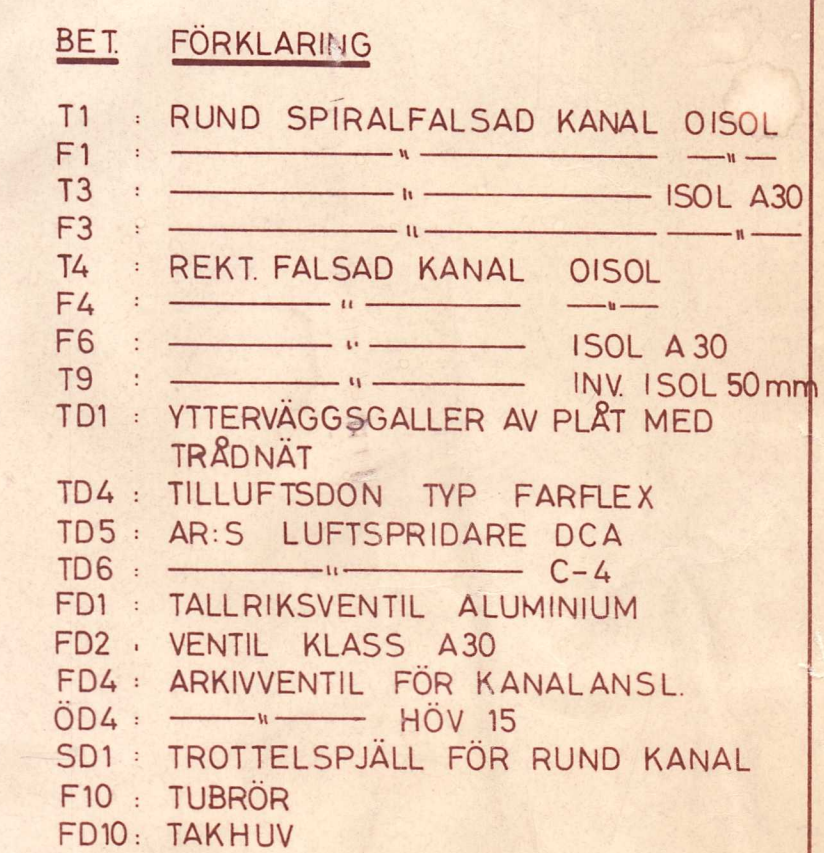 BET. FÖRKLARING
T1 : RUND SPIRALFALSAD KANAL OISOL
F1 : ———— " ———— — " —
T3 : ———— " ———— ISOL A30
F3 : ———— " ———— — " —
T4 : REKT. FALSAD KANAL OISOL
F4 : ———— " ———— — " —
F6 : ———— " ———— ISOL A30
T9 : ———— " ———— INV. ISOL 50mm
TD1 : YTTERVÄGGSGALLER AV PLÅT MED
TRÅDNÄT
TD4 : TILLUFTSDON TYP FARFLEX
TD5 : AR:S LUFTSPRIDARE DCA
TD6 : ———— " ———— C-4
FD1 : TALLRIKSVENTIL ALUMINIUM
FD2 . VENTIL KLASS A30
FD4 : ARKIVVENTIL FÖR KANALANSL.
ÖD4 : —— " —— HÖV 15
SD1 : TROTTELSPJÄLL FÖR RUND KANAL
F10 : TUBRÖR
FD10 : TAKHUV